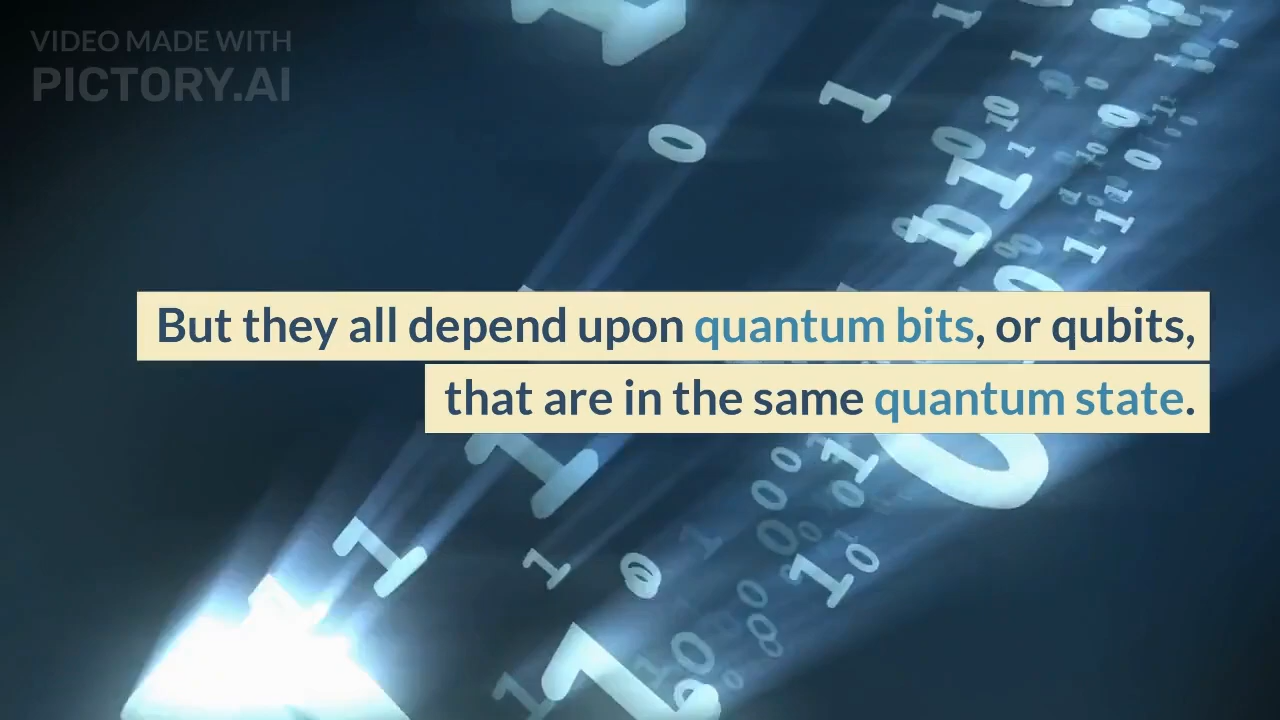 VIDEO MADE WITH
PICTORY.AI
But they all depend upon quantum bits, or qubits,
that are in the same quantum state.